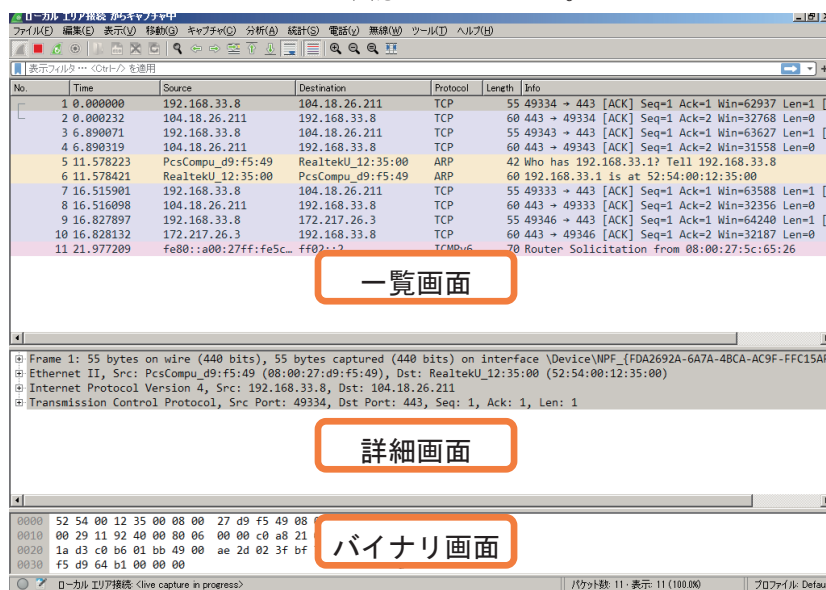 ローカル エリア接続 からキャプチャ中
ファイル(F) 編集(E) 表示(V) 移動(G) キャプチャ(C) 分析(A) 統計(S) 電話(y) 無線(W) ツール(T) ヘルプ(H)
表示フィルタ … <Ctrl-/> を適用
No. Time Source Destination Protocol Length Info
1 0.000000 192.168.33.8 104.18.26.211 TCP 55 49334 → 443 [ACK] Seq=1 Ack=1 Win=62937 Len=1 [
2 0.000232 104.18.26.211 192.168.33.8 TCP 60 443 → 49334 [ACK] Seq=1 Ack=2 Win=32768 Len=0
3 6.890071 192.168.33.8 104.18.26.211 TCP 55 49343 → 443 [ACK] Seq=1 Ack=1 Win=63627 Len=1 [
4 6.890319 104.18.26.211 192.168.33.8 TCP 60 443 → 49343 [ACK] Seq=1 Ack=2 Win=31558 Len=0
5 11.578223 PcsCompu_d9:f5:49 RealtekU_12:35:00 ARP 42 Who has 192.168.33.1? Tell 192.168.33.8
6 11.578421 RealtekU_12:35:00 PcsCompu_d9:f5:49 ARP 60 192.168.33.1 is at 52:54:00:12:35:00
7 16.515901 192.168.33.8 104.18.26.211 TCP 55 49333 → 443 [ACK] Seq=1 Ack=1 Win=63588 Len=1 [
8 16.516098 104.18.26.211 192.168.33.8 TCP 60 443 → 49333 [ACK] Seq=1 Ack=2 Win=32356 Len=0
9 16.827897 192.168.33.8 172.217.26.3 TCP 55 49346 → 443 [ACK] Seq=1 Ack=1 Win=64240 Len=1 [
10 16.828132 172.217.26.3 192.168.33.8 TCP 60 443 → 49346 [ACK] Seq=1 Ack=2 Win=32187 Len=0
11 21.977209 fe80::a00:27ff:fe5c… ff02::2 ICMPv6 70 Router Solicitation from 08:00:27:5c:65:26
一覧画面
Frame 1: 55 bytes on wire (440 bits), 55 bytes captured (440 bits) on interface \Device\NPF_{FDA2692A-6A7A-4BCA-AC9F-FFC15AF
Ethernet II, Src: PcsCompu_d9:f5:49 (08:00:27:d9:f5:49), Dst: RealtekU_12:35:00 (52:54:00:12:35:00)
Internet Protocol Version 4, Src: 192.168.33.8, Dst: 104.18.26.211
Transmission Control Protocol, Src Port: 49334, Dst Port: 443, Seq: 1, Ack: 1, Len: 1
詳細画面
0000 52 54 00 12 35 00 08 00 27 d9 f5 49 08
0010 00 29 11 92 40 00 80 06 00 00 c0 a8 21
0020 1a d3 c0 b6 01 bb 49 00 ae 2d 02 3f bf
0030 f5 d9 64 b1 00 00 00
バイナリ画面
ローカル エリア接続: <live capture in progress> パケット数: 11 · 表示: 11 (100.0%) プロファイル: Defau